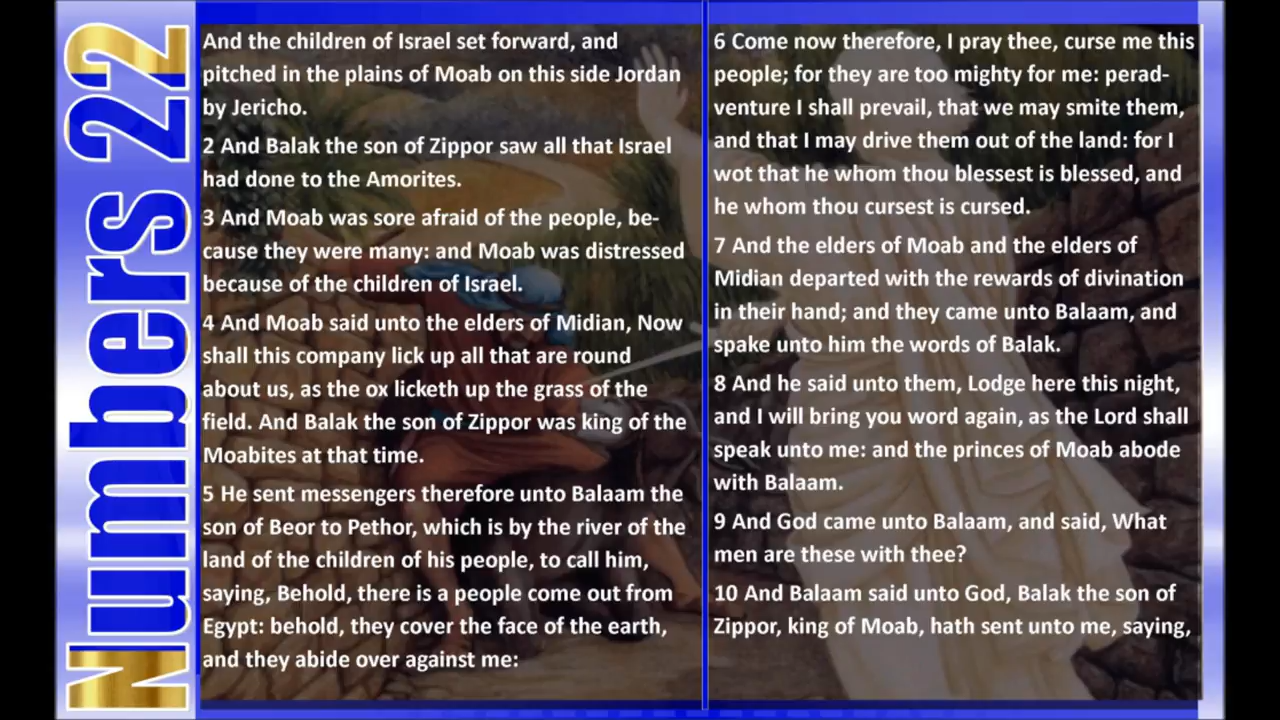 Numbers 22
And the children of Israel set forward, and
pitched in the plains of Moab on this side Jordan
by Jericho.
2 And Balak the son of Zippor saw all that Israel
had done to the Amorites.
3 And Moab was sore afraid of the people, be-
cause they were many: and Moab was distressed
because of the children of Israel.
4 And Moab said unto the elders of Midian, Now
shall this company lick up all that are round
about us, as the ox licketh up the grass of the
field. And Balak the son of Zippor was king of the
Moabites at that time.
5 He sent messengers therefore unto Balaam the
son of Beor to Pethor, which is by the river of the
land of the children of his people, to call him,
saying, Behold, there is a people come out from
Egypt: behold, they cover the face of the earth,
and they abide over against me:
6 Come now therefore, I pray thee, curse me this
people; for they are too mighty for me: perad-
venture I shall prevail, that we may smite them,
and that I may drive them out of the land: for I
wot that he whom thou blessest is blessed, and
he whom thou cursest is cursed.
7 And the elders of Moab and the elders of
Midian departed with the rewards of divination
in their hand; and they came unto Balaam, and
spake unto him the words of Balak.
8 And he said unto them, Lodge here this night,
and I will bring you word again, as the Lord shall
speak unto me: and the princes of Moab abode
with Balaam.
9 And God came unto Balaam, and said, What
men are these with thee?
10 And Balaam said unto God, Balak the son of
Zippor, king of Moab, hath sent unto me, saying,